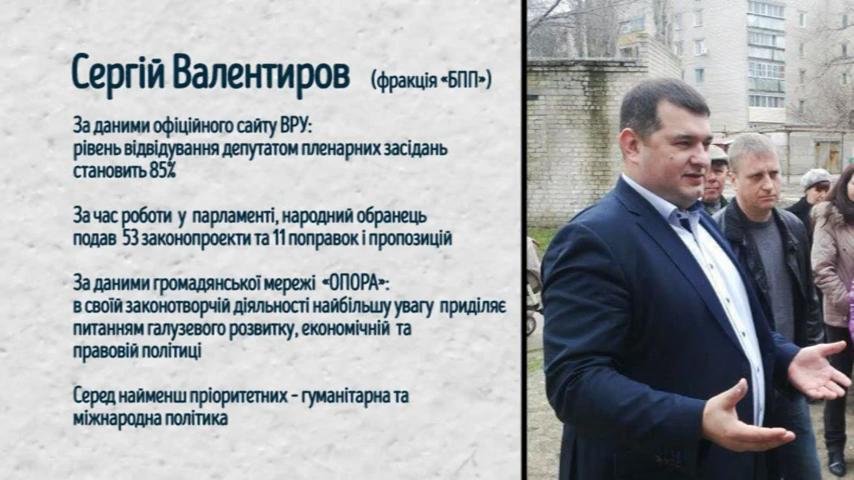 Сергій Валентиров (фракція «БПП»)
За даними офіційного сайту ВРУ:
рівень відвідування депутатом пленарних засідань
становить 85%
За час роботи у парламенті, народний обранець
подав 53 законопроекти та 11 поправок і пропозицій
За даними громадянської мережі «ОПОРА»:
в своїй законотворчій діяльності найбільшу увагу приділяє
питанням галузевого розвитку, економічній та
правовій політиці
Серед найменш пріоритетних - гуманітарна та
міжнародна політика